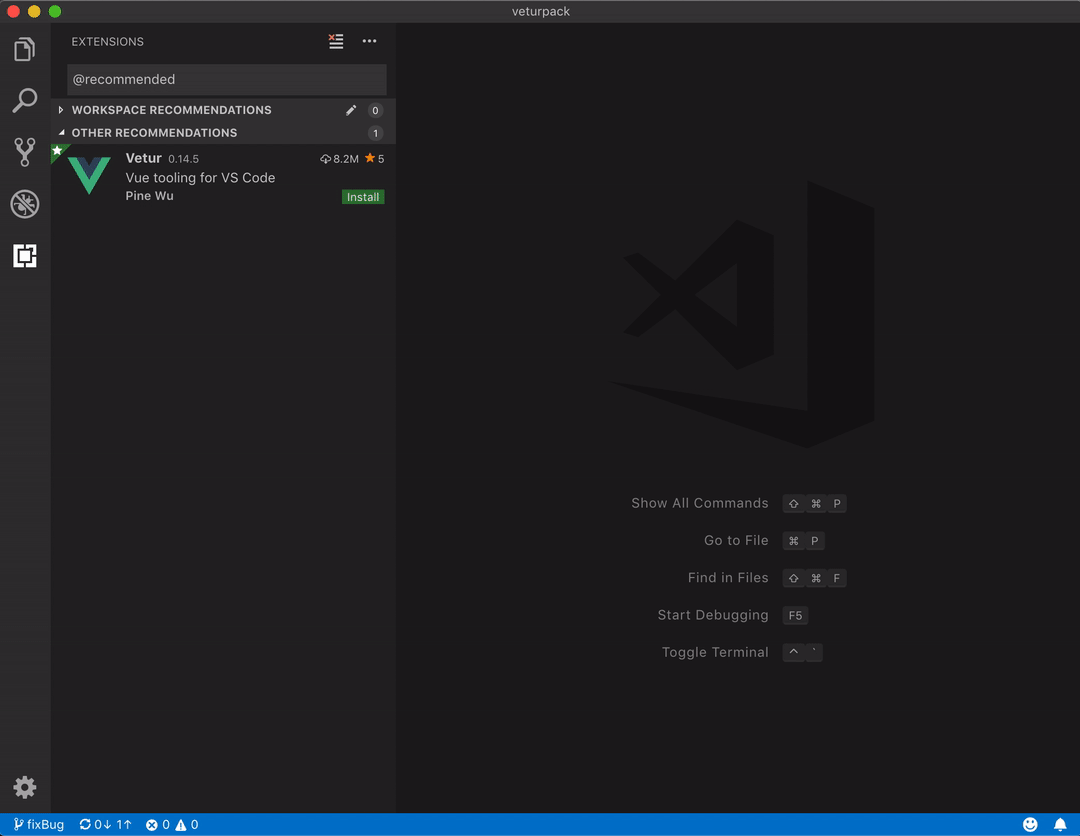 veturpack
EXTENSIONS
@recommended
WORKSPACE RECOMMENDATIONS 0
OTHER RECOMMENDATIONS 1
Vetur 0.14.5 8.2M 5
Vue tooling for VS Code
Pine Wu Install
Show All Commands ⇧ ⌘ P
Go to File ⌘ P
Find in Files ⇧ ⌘ F
Start Debugging F5
Toggle Terminal ^ `
fixBug 0↓ 1↑ 0 0